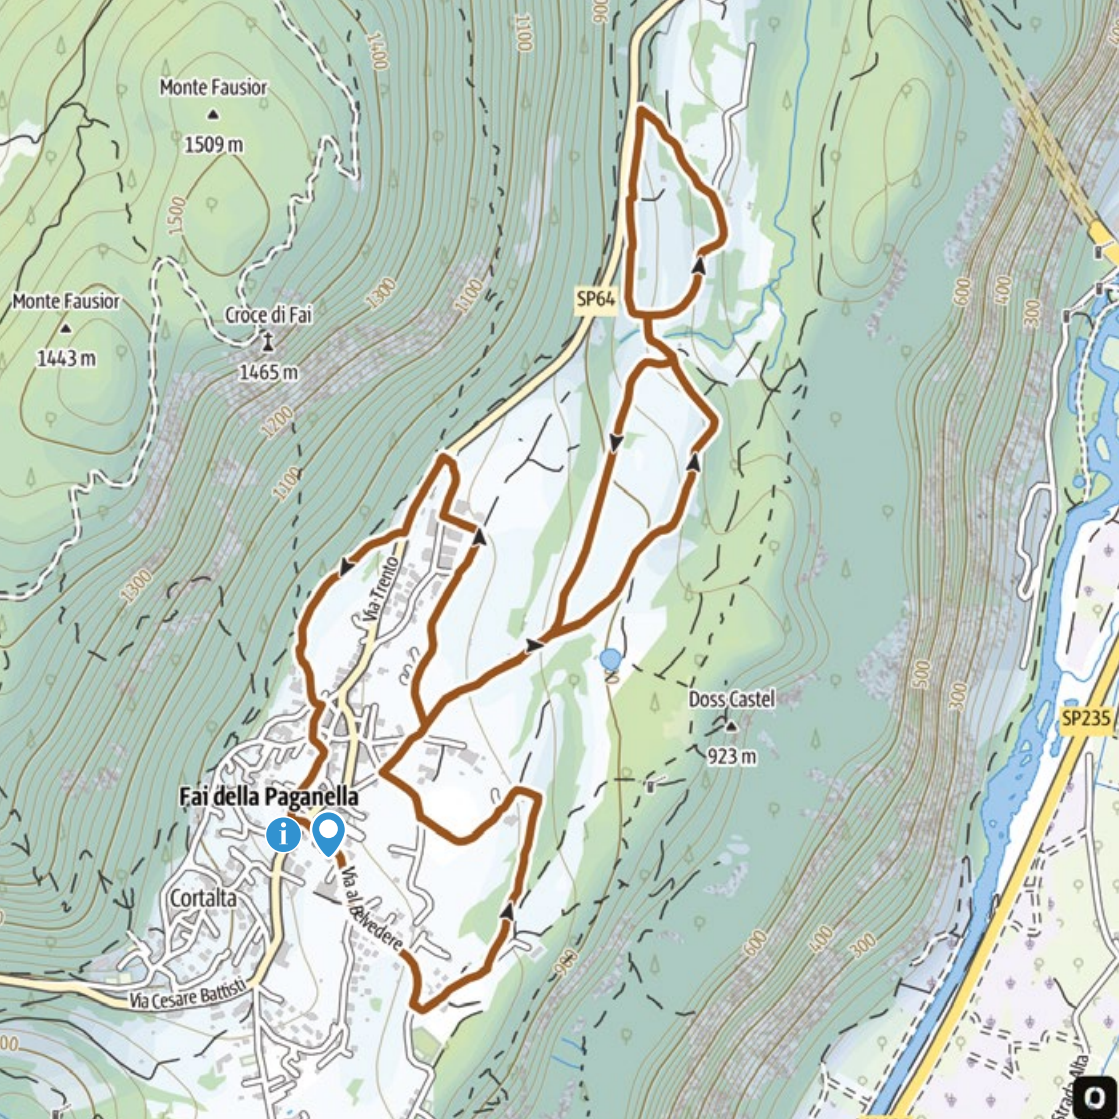 1400
1100
900
Monte Fausior
1509 m
1500
1300
1100
Monte Fausior
1443 m
Croce di Fai
1465 m
SP64
600
400
300
1200
1100
1300
Via Trento
500
300
Doss Castel
923 m
SP235
Fai della Paganella
i
Via al Belvedere
Cortalta
Via Cesare Battisti
900
600
400
300
00
Strada Alta